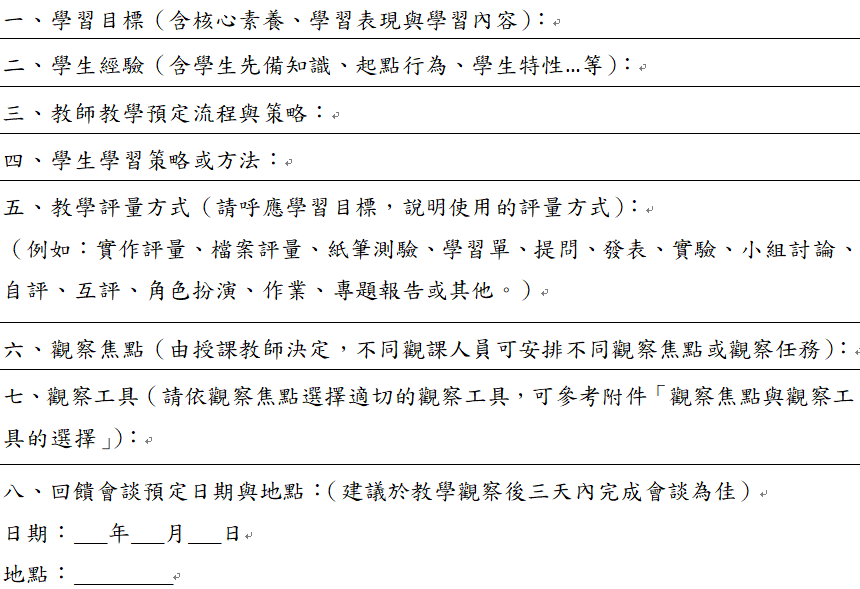 一、學習目標（含核心素養、學習表現與學習內容）：
二、學生經驗（含學生先備知識、起點行為、學生特性…等）：
三、教師教學預定流程與策略：
四、學生學習策略或方法：
五、教學評量方式（請呼應學習目標，說明使用的評量方式）：
（例如：實作評量、檔案評量、紙筆測驗、學習單、提問、發表、實驗、小組討論、
自評、互評、角色扮演、作業、專題報告或其他。）
六、觀察焦點（由授課教師決定，不同觀課人員可安排不同觀察焦點或觀察任務）：
七、觀察工具（請依觀察焦點選擇適切的觀察工具，可參考附件「觀察焦點與觀察工
具的選擇」）：
八、回饋會談預定日期與地點：（建議於教學觀察後三天內完成會談為佳）
日期：___年___月___日
地點：_________